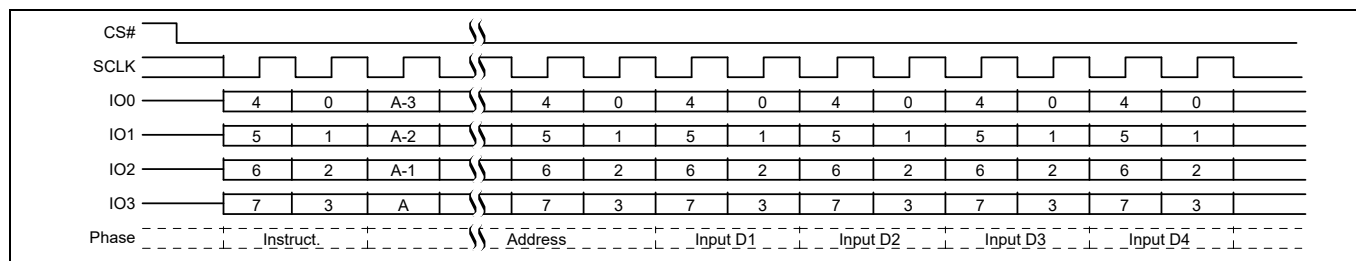 CS#
SCLK
IO0 4 0 A-3 4 0 4 0 4 0 4 0 4 0
IO1 5 1 A-2 5 1 5 1 5 1 5 1 5 1
IO2 6 2 A-1 6 2 6 2 6 2 6 2 6 2
IO3 7 3 A 7 3 7 3 7 3 7 3 7 3
Phase Instruct. Address Input D1 Input D2 Input D3 Input D4